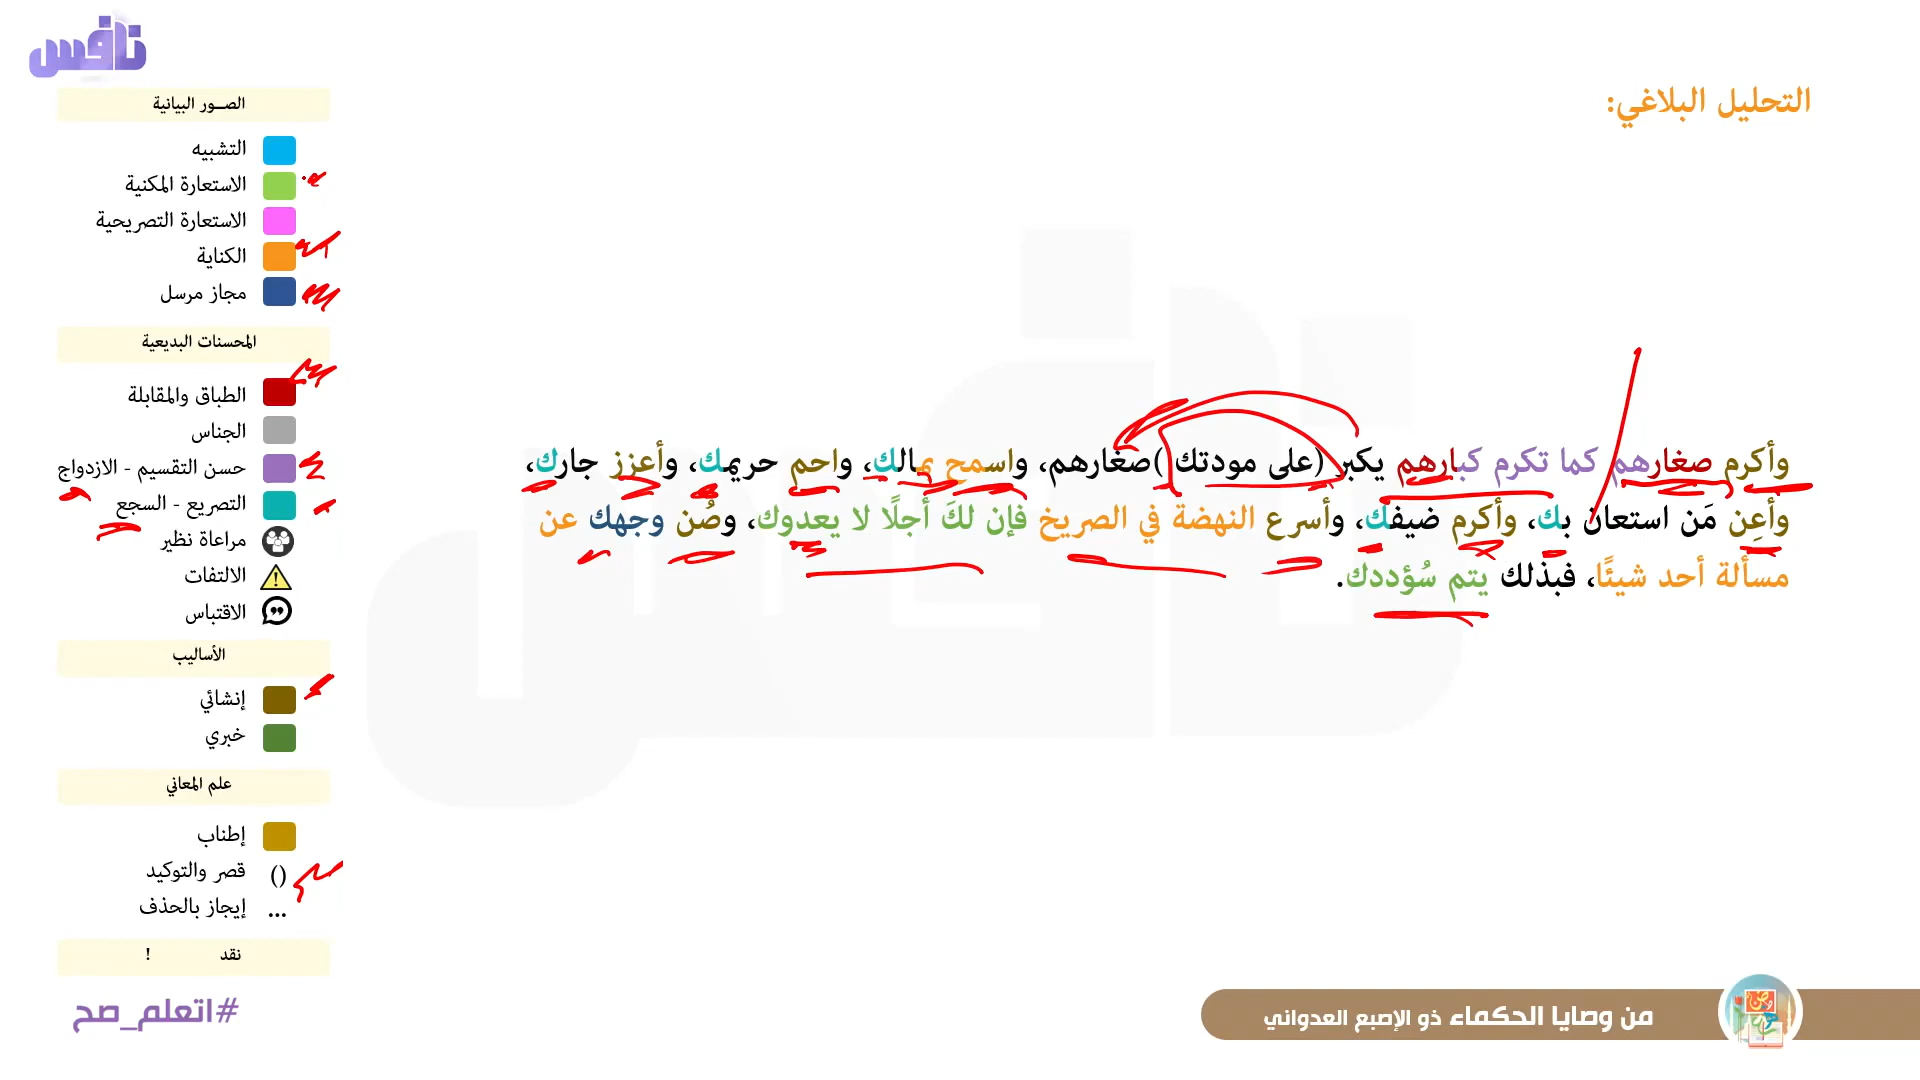 نافس
التحليل البلاغي:
الصـور البيانية
التشبيه
الاستعارة المكنية
الاستعارة التصريحية
الكناية
مجاز مرسل
المحسنات البديعية
الطباق والمقابلة
الجناس
حسن التقسيم - الازدواج
التصريع - السجع
مراعاة نظير
الالتفات
الاقتباس
الأساليب
إنشائي
خبري
علم المعاني
إطناب
() قصر والتوكيد
... إيجاز بالحذف
نقد !
#اتعلم_صح
وأكرم صغارهم كما تكرم كبارهم يكبر (على مودتك )صغارهم، واسمح بمالك، واحمِ حريمك، وأعزز جارك،
وأعِن مَن استعان بك، وأكرم ضيفك، وأسرع النهضة في الصريخ فإن لكَ أجلًا لا يعدوك، وصُن وجهك عن
مسألة أحد شيئًا، فبذلك يتم سُؤددك.
من وصايا الحكماء ذو الإصبع العدواني